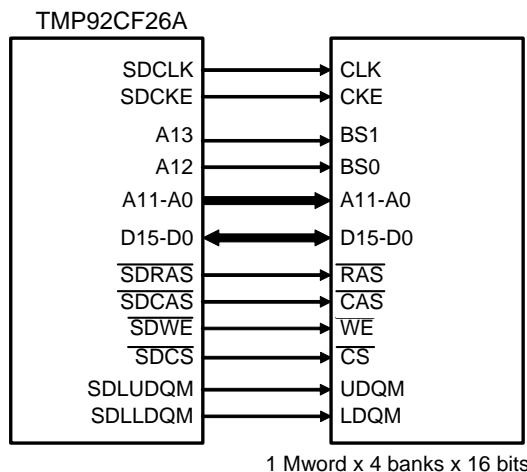 TMP92CF26A
SDCLK CLK
SDCKE CKE
A13 BS1
A12 BS0
A11-A0 A11-A0
D15-D0 D15-D0
SDRAS RAS
SDCAS CAS
SDWE WE
SDCS CS
SDLUDQM UDQM
SDLLDQM LDQM
1 Mword x 4 banks x 16 bits